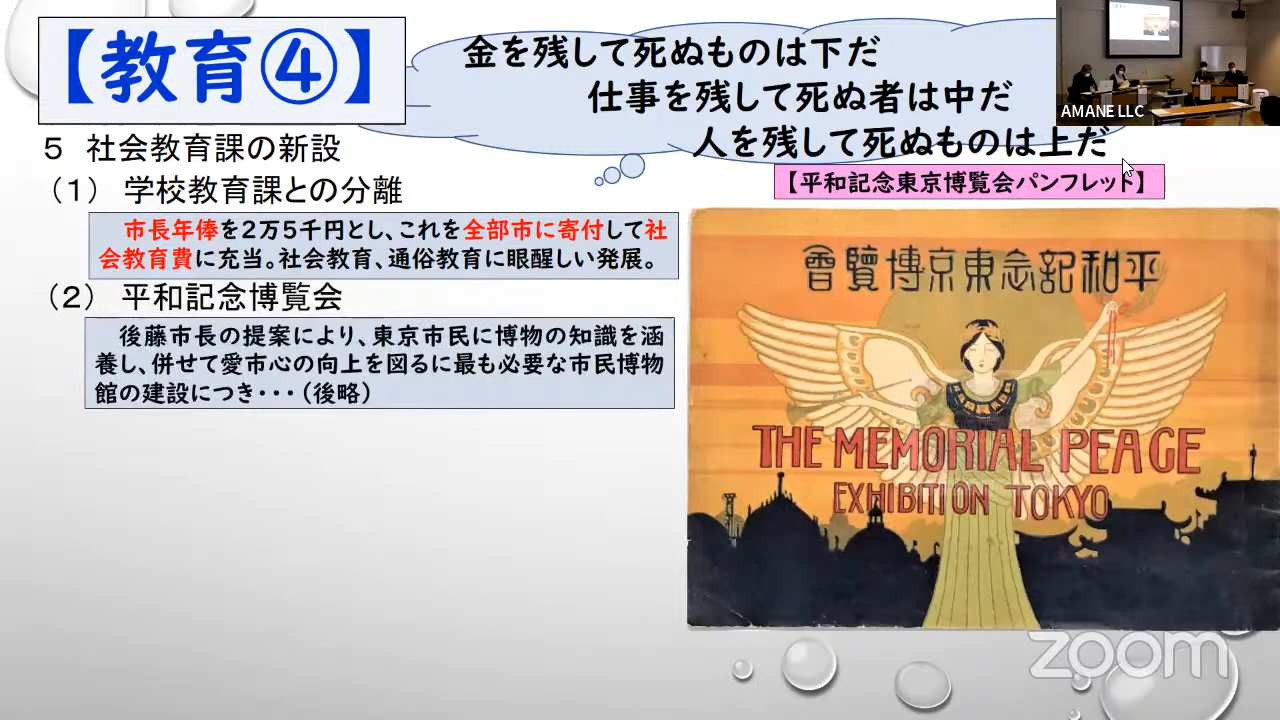 【教育④】
金を残して死ぬものは下だ
仕事を残して死ぬ者は中だ
人を残して死ぬものは上だ
AMANE LLC
5 社会教育課の新設
(1) 学校教育課との分離
市長年俸を2万5千円とし、これを全部市に寄付して社
会教育費に充当。社会教育、通俗教育に眼醒しい発展。
(2) 平和記念博覧会
後藤市長の提案により、東京市民に博物の知識を涵
養し、併せて愛市心の向上を図るに最も必要な市民博物
館の建設につき・・・(後略)
【平和記念東京博覧会パンフレット】
會覽博京東念記和平
THE MEMORIAL PEACE
EXHIBITION TOKYO
zoom